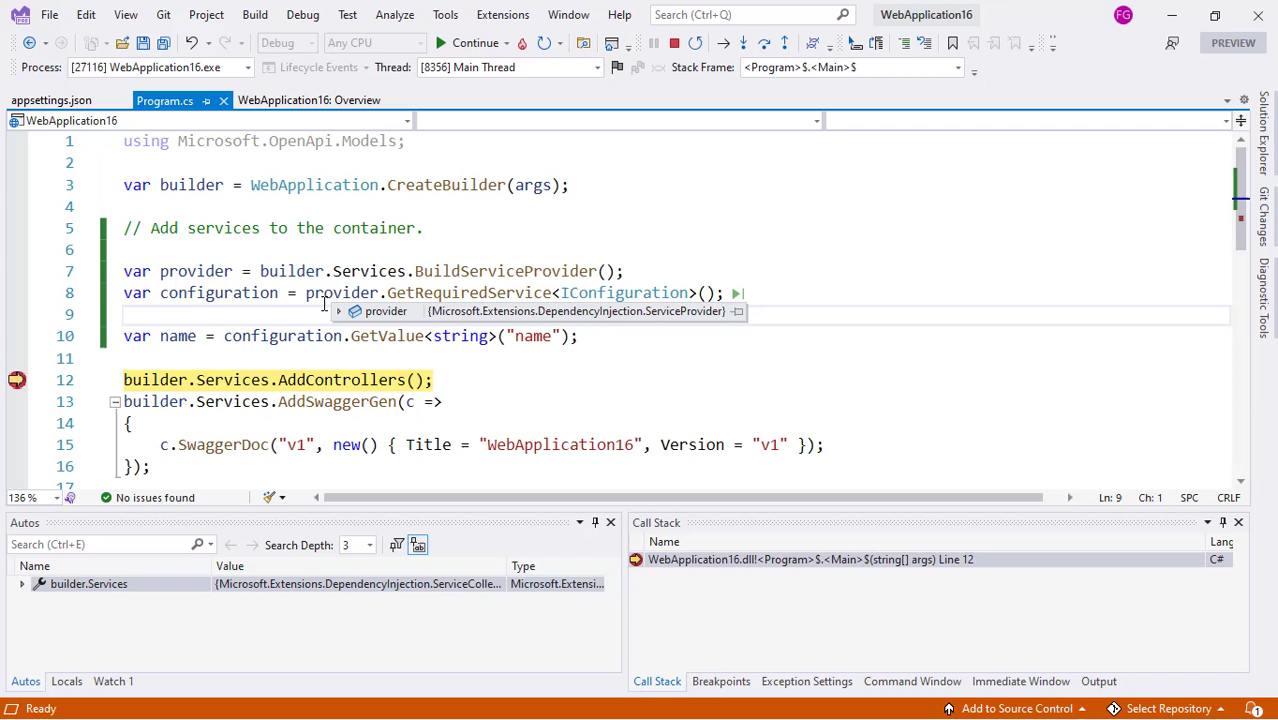 File Edit View Git Project Build Debug Test Analyze Tools Extensions Window Help Search (Ctrl+Q) WebApplication16 FG
Debug Any CPU Continue PREVIEW
Process: [27116] WebApplication16.exe Lifecycle Events Thread: [8356] Main Thread Stack Frame: <Program>$.<Main>$
appsettings.json Program.cs WebApplication16: Overview
WebApplication16
1 using Microsoft.OpenApi.Models;
2
3 var builder = WebApplication.CreateBuilder(args);
4
5 // Add services to the container.
6
7 var provider = builder.Services.BuildServiceProvider();
8 var configuration = provider.GetRequiredService<IConfiguration>();
9 provider {Microsoft.Extensions.DependencyInjection.ServiceProvider}
10 var name = configuration.GetValue<string>("name");
11
12 builder.Services.AddControllers();
13 builder.Services.AddSwaggerGen(c =>
14 {
15 c.SwaggerDoc("v1", new() { Title = "WebApplication16", Version = "v1" });
16 });
17
136 % No issues found Ln: 9 Ch: 1 SPC CRLF
Solution Explorer
Git Changes
Autos
Search (Ctrl+E) Search Depth: 3
Name Value Type
builder.Services {Microsoft.Extensions.DependencyInjection.ServiceColle... Microsoft.Extensi...
Autos Locals Watch 1
Call Stack
Name Lang
WebApplication16.dll!<Program>$.<Main>$(string[] args) Line 12 C#
Call Stack Breakpoints Exception Settings Command Window Immediate Window Output
Ready Add to Source Control Select Repository 1